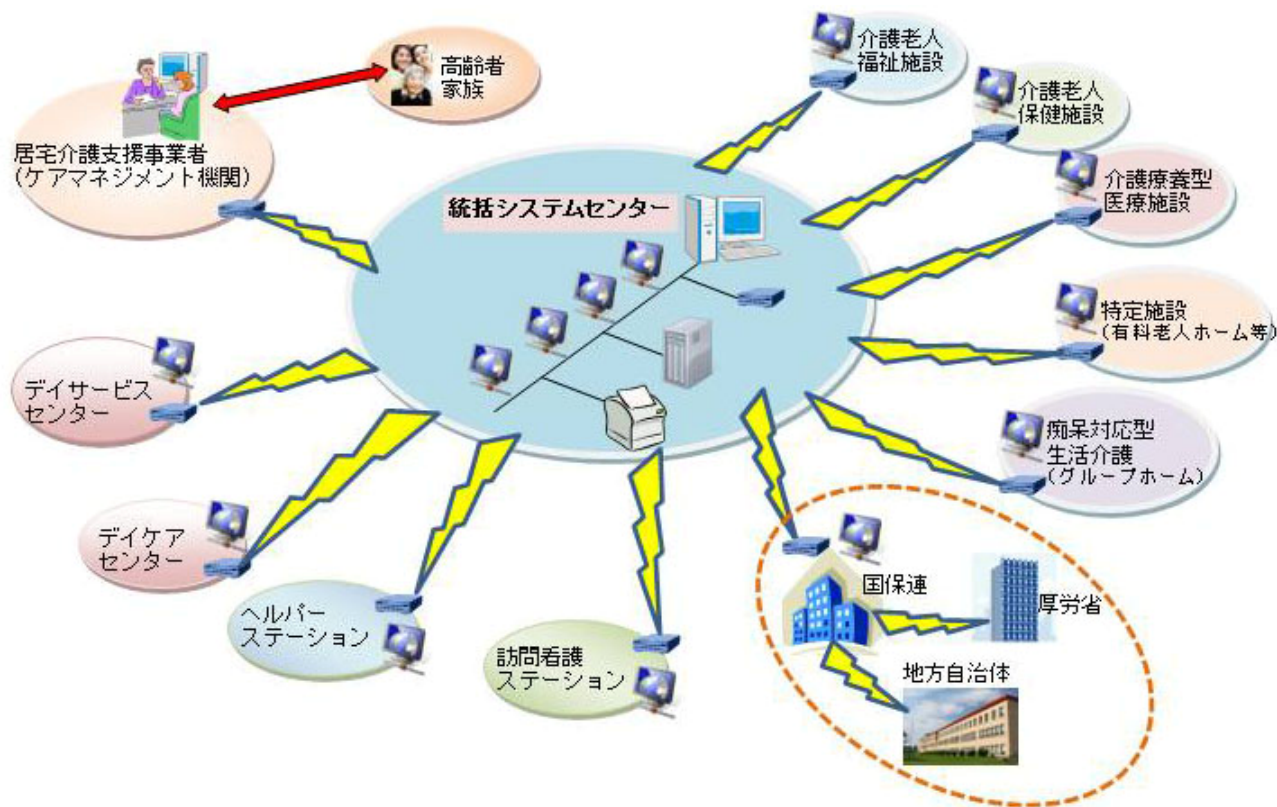 高齢者
家族
居宅介護支援事業者
(ケアマネジメント機関)
統括システムセンター
介護老人
福祉施設
介護老人
保健施設
介護療養型
医療施設
特定施設
(有料老人ホーム等)
痴呆対応型
生活介護
(グループホーム)
デイサービス
センター
デイケア
センター
ヘルパー
ステーション
訪問看護
ステーション
国保連
厚労省
地方自治体